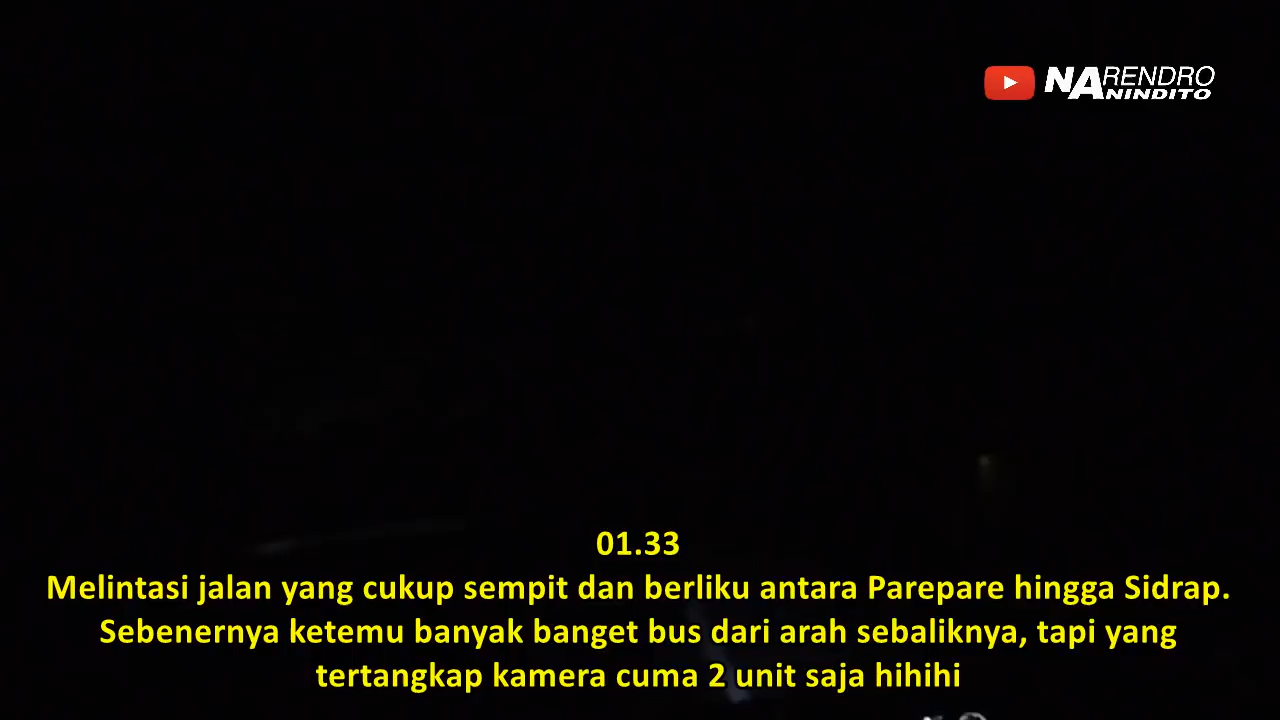 NARENDRO
ANINDITO
01.33
Melintasi jalan yang cukup sempit dan berliku antara Parepare hingga Sidrap.
Sebenernya ketemu banyak banget bus dari arah sebaliknya, tapi yang
tertangkap kamera cuma 2 unit saja hihihi